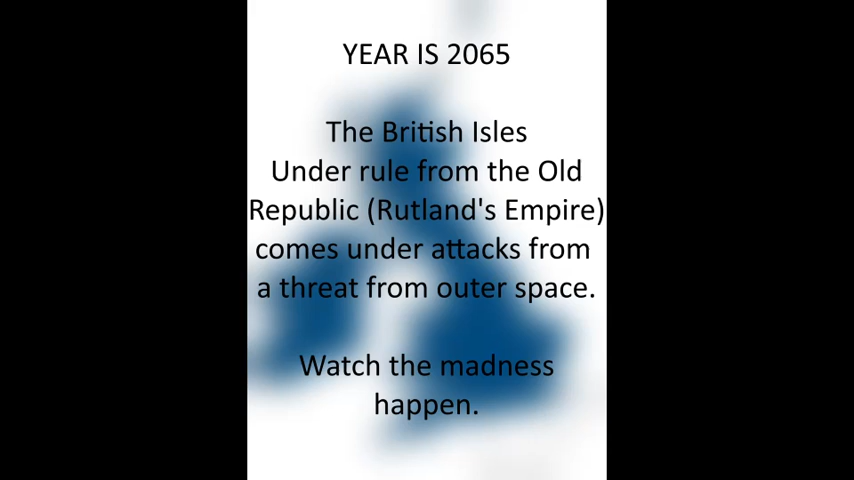 YEAR IS 2065
The British Isles
Under rule from the Old
Republic (Rutland's Empire)
comes under attacks from
a threat from outer space.
Watch the madness
happen.